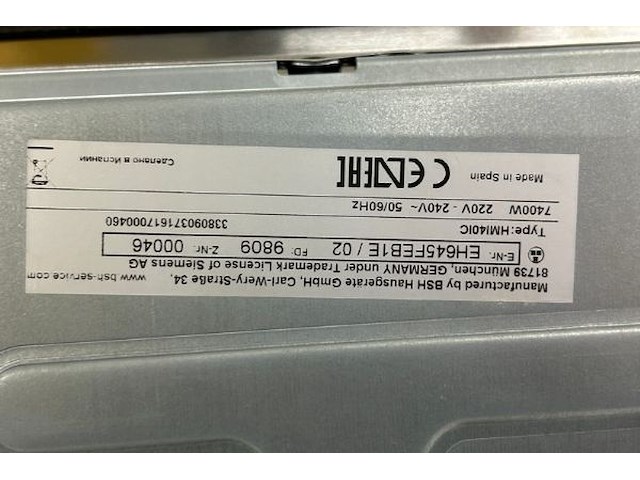 Manufactured by BSH Hausgeräte GmbH, Carl-Wery-Straße 34,
81739 München, GERMANY under Trademark License of Siemens AG
www.bsh-service.com
E-Nr: EH645FEB1E / 02 FD: 9809 Z-Nr: 00046
Type:HMI40IC 338090371617000460
7400W 220V - 240V~ 50/60Hz
Made in Spain CE EAC Сделано в Испании